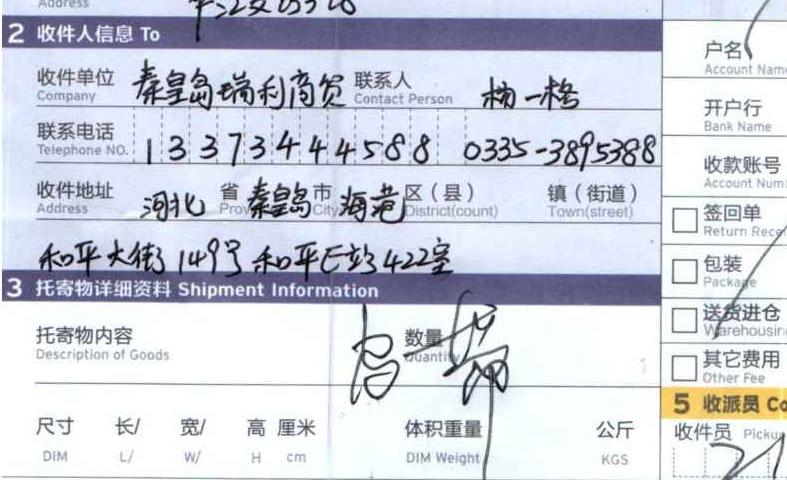 Address
2 收件人信息 To
收件单位 秦皇岛瑞利商贸 联系人 楠一格
Company Contact Person
联系电话 13373444588 0335-3895388
Telephone NO.
收件地址 河北 省 秦皇岛 市 海港 区（县） 镇（街道）
Address Prov City District(count) Town(street)
和平大街149号 和平E站422室
3 托寄物详细资料 Shipment Information
托寄物内容 数量
Description of Goods Quantity
尺寸 长/ 宽/ 高 厘米 体积重量 公斤
DIM L/ W/ H cm DIM Weight KGS
户名
Account Name
开户行
Bank Name
收款账号
Account Num
签回单
Return Rece
包装
Package
送货进仓
Warehousin
其它费用
Other Fee
5 收派员 Co
收件员 Pickup